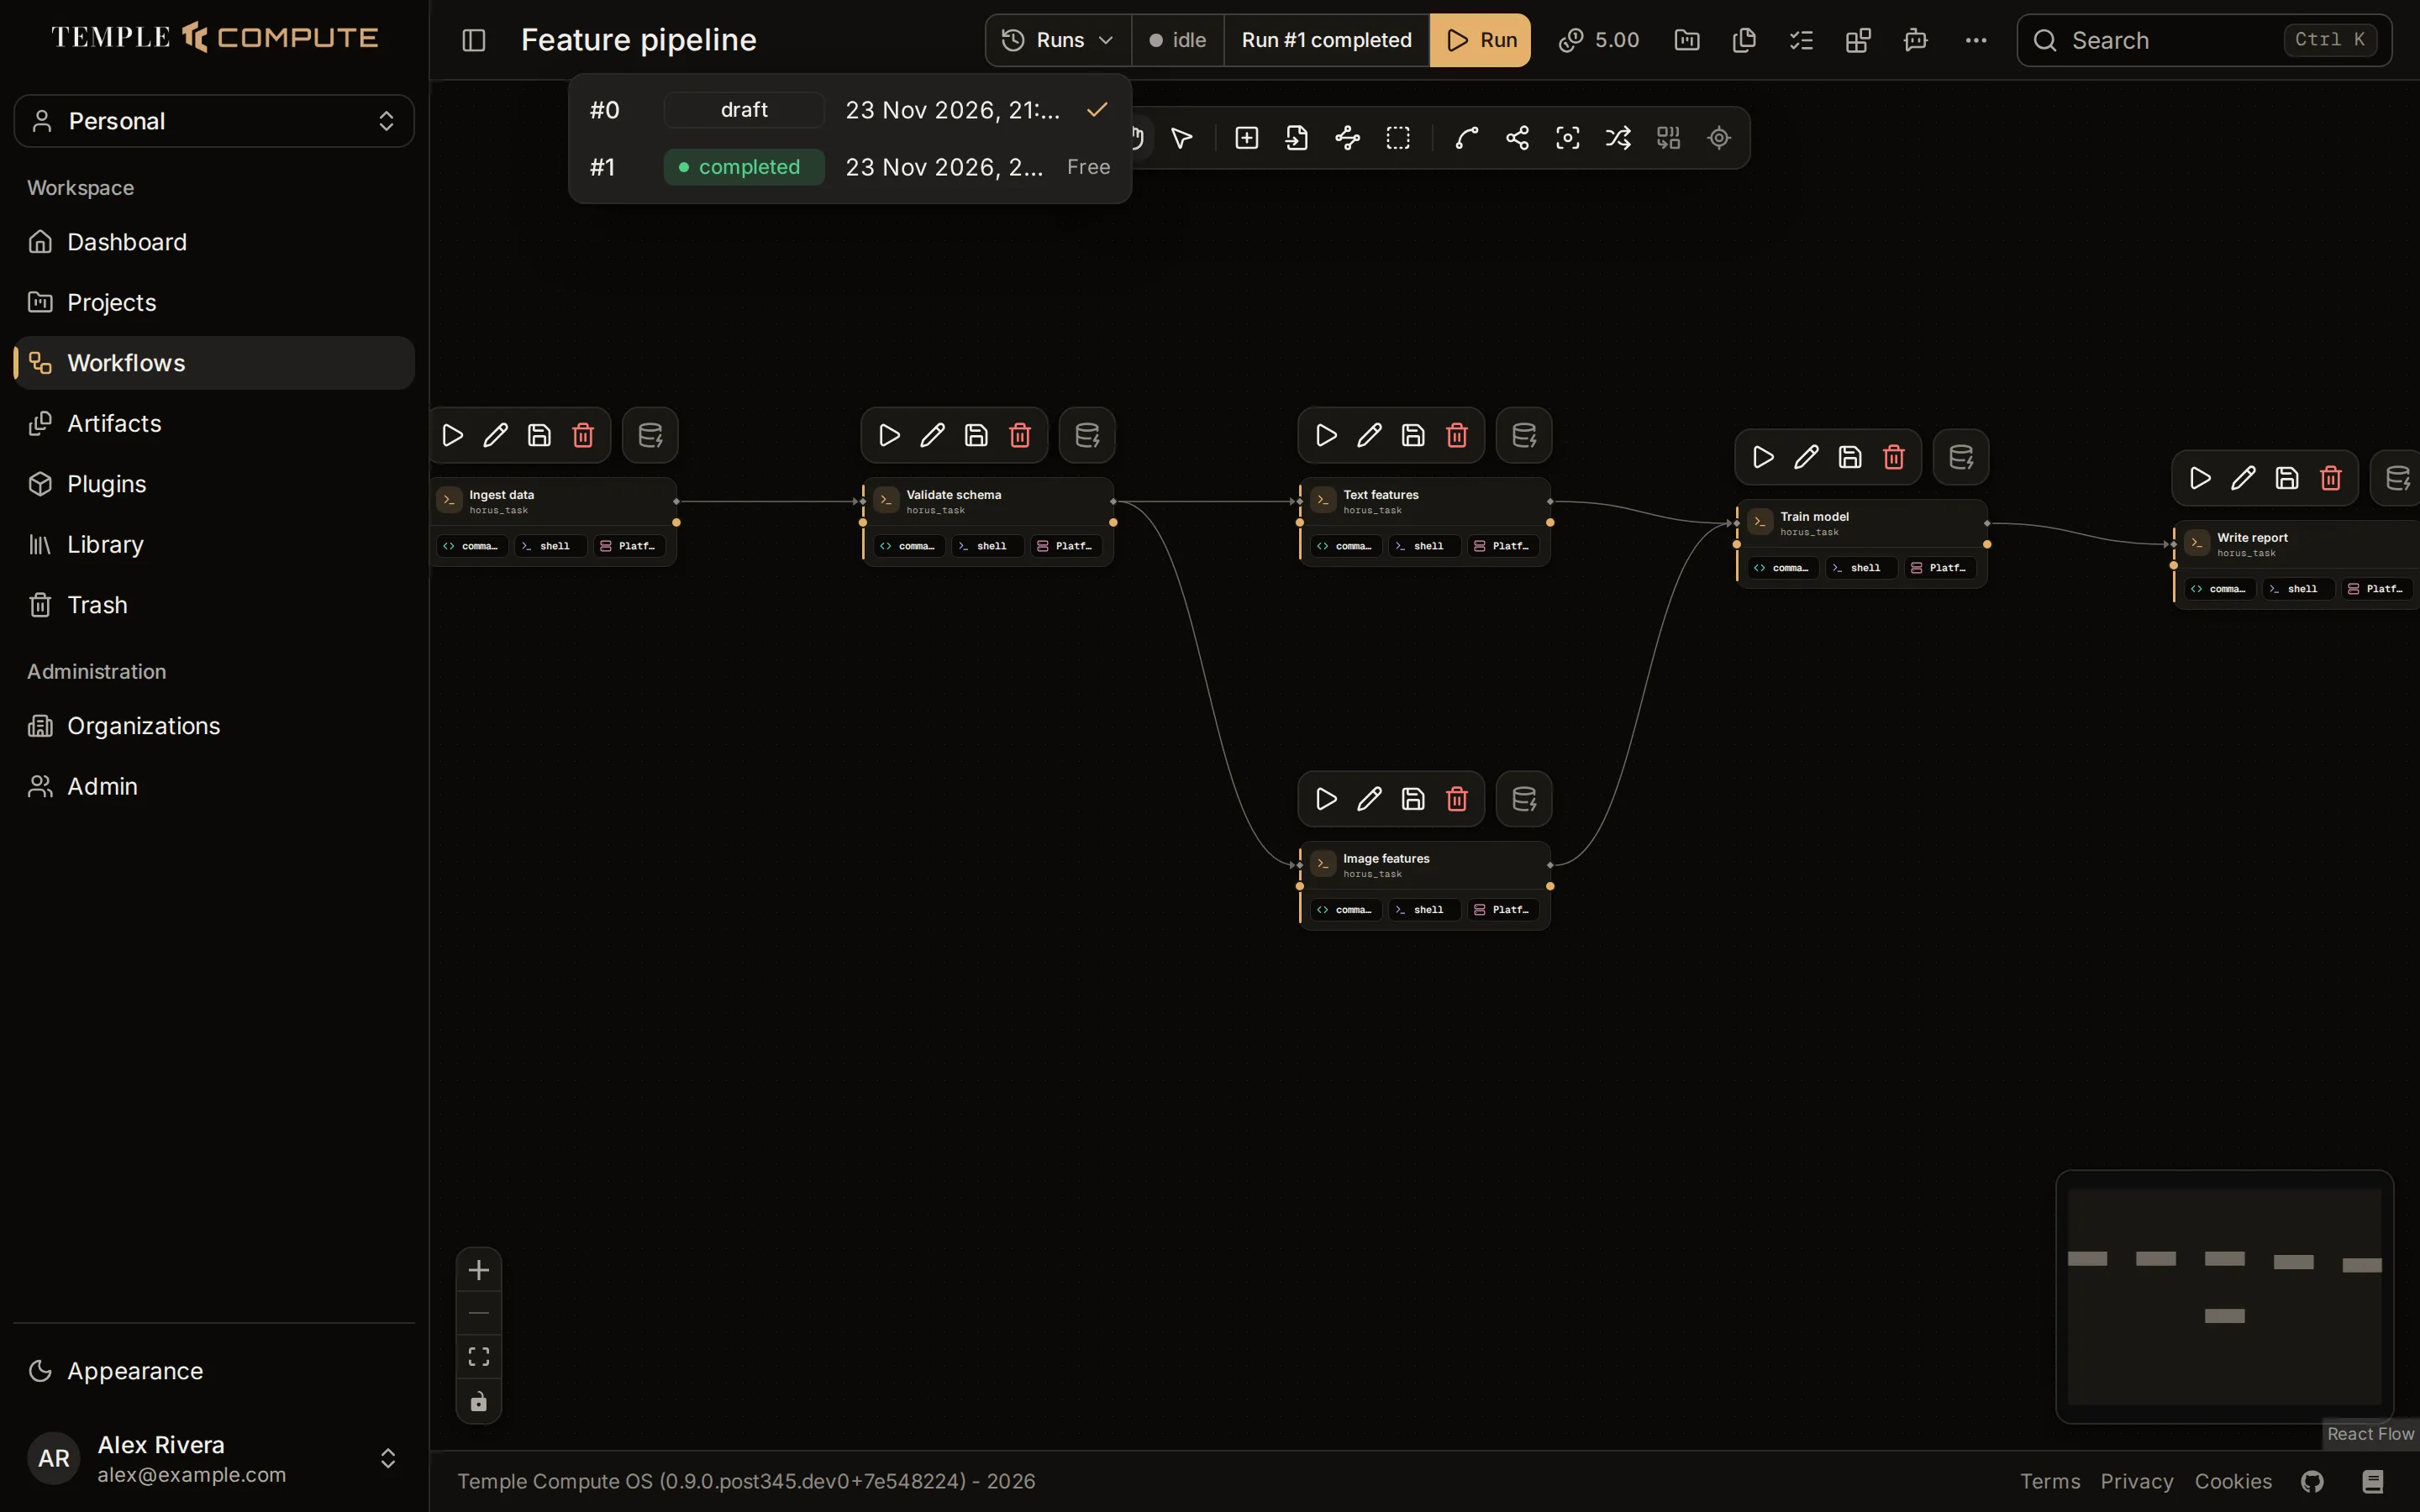 TEMPLE COMPUTE
Personal
Workspace
Dashboard
Projects
Workflows
Artifacts
Plugins
Library
Trash
Administration
Organizations
Admin
Appearance
AR
Alex Rivera
alex@example.com
Feature pipeline
Runs
idle
Run #1 completed
Run
5.00
Search
Ctrl K
#0 draft 23 Nov 2026, 21:...
#1 completed 23 Nov 2026, 2... Free
Ingest data
horus_task
comma… shell Platf…
Validate schema
horus_task
comma… shell Platf…
Text features
horus_task
comma… shell Platf…
Train model
horus_task
comma… shell Platf…
Write report
horus_task
comma… shell Platf…
Image features
horus_task
comma… shell Platf…
React Flow
Temple Compute OS (0.9.0.post345.dev0+7e548224) - 2026
Terms Privacy Cookies